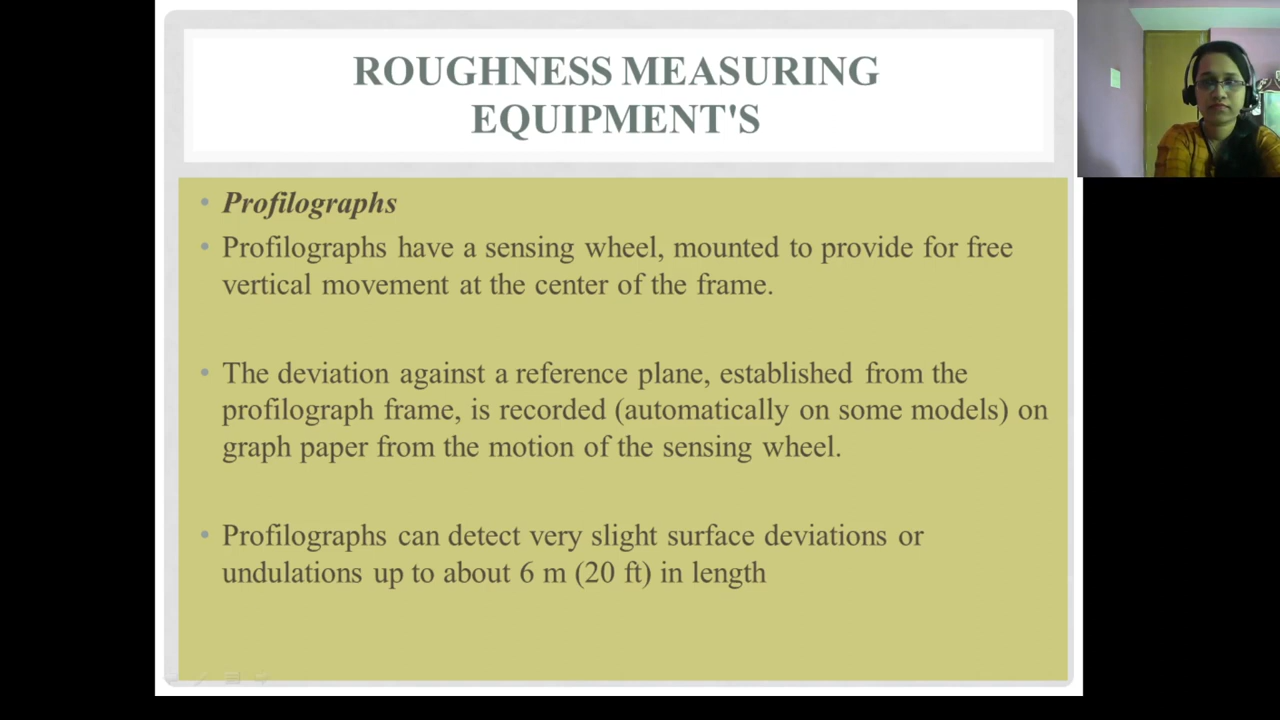 ROUGHNESS MEASURING
EQUIPMENT'S
• Profilographs
• Profilographs have a sensing wheel, mounted to provide for free
vertical movement at the center of the frame.
• The deviation against a reference plane, established from the
profilograph frame, is recorded (automatically on some models) on
graph paper from the motion of the sensing wheel.
• Profilographs can detect very slight surface deviations or
undulations up to about 6 m (20 ft) in length